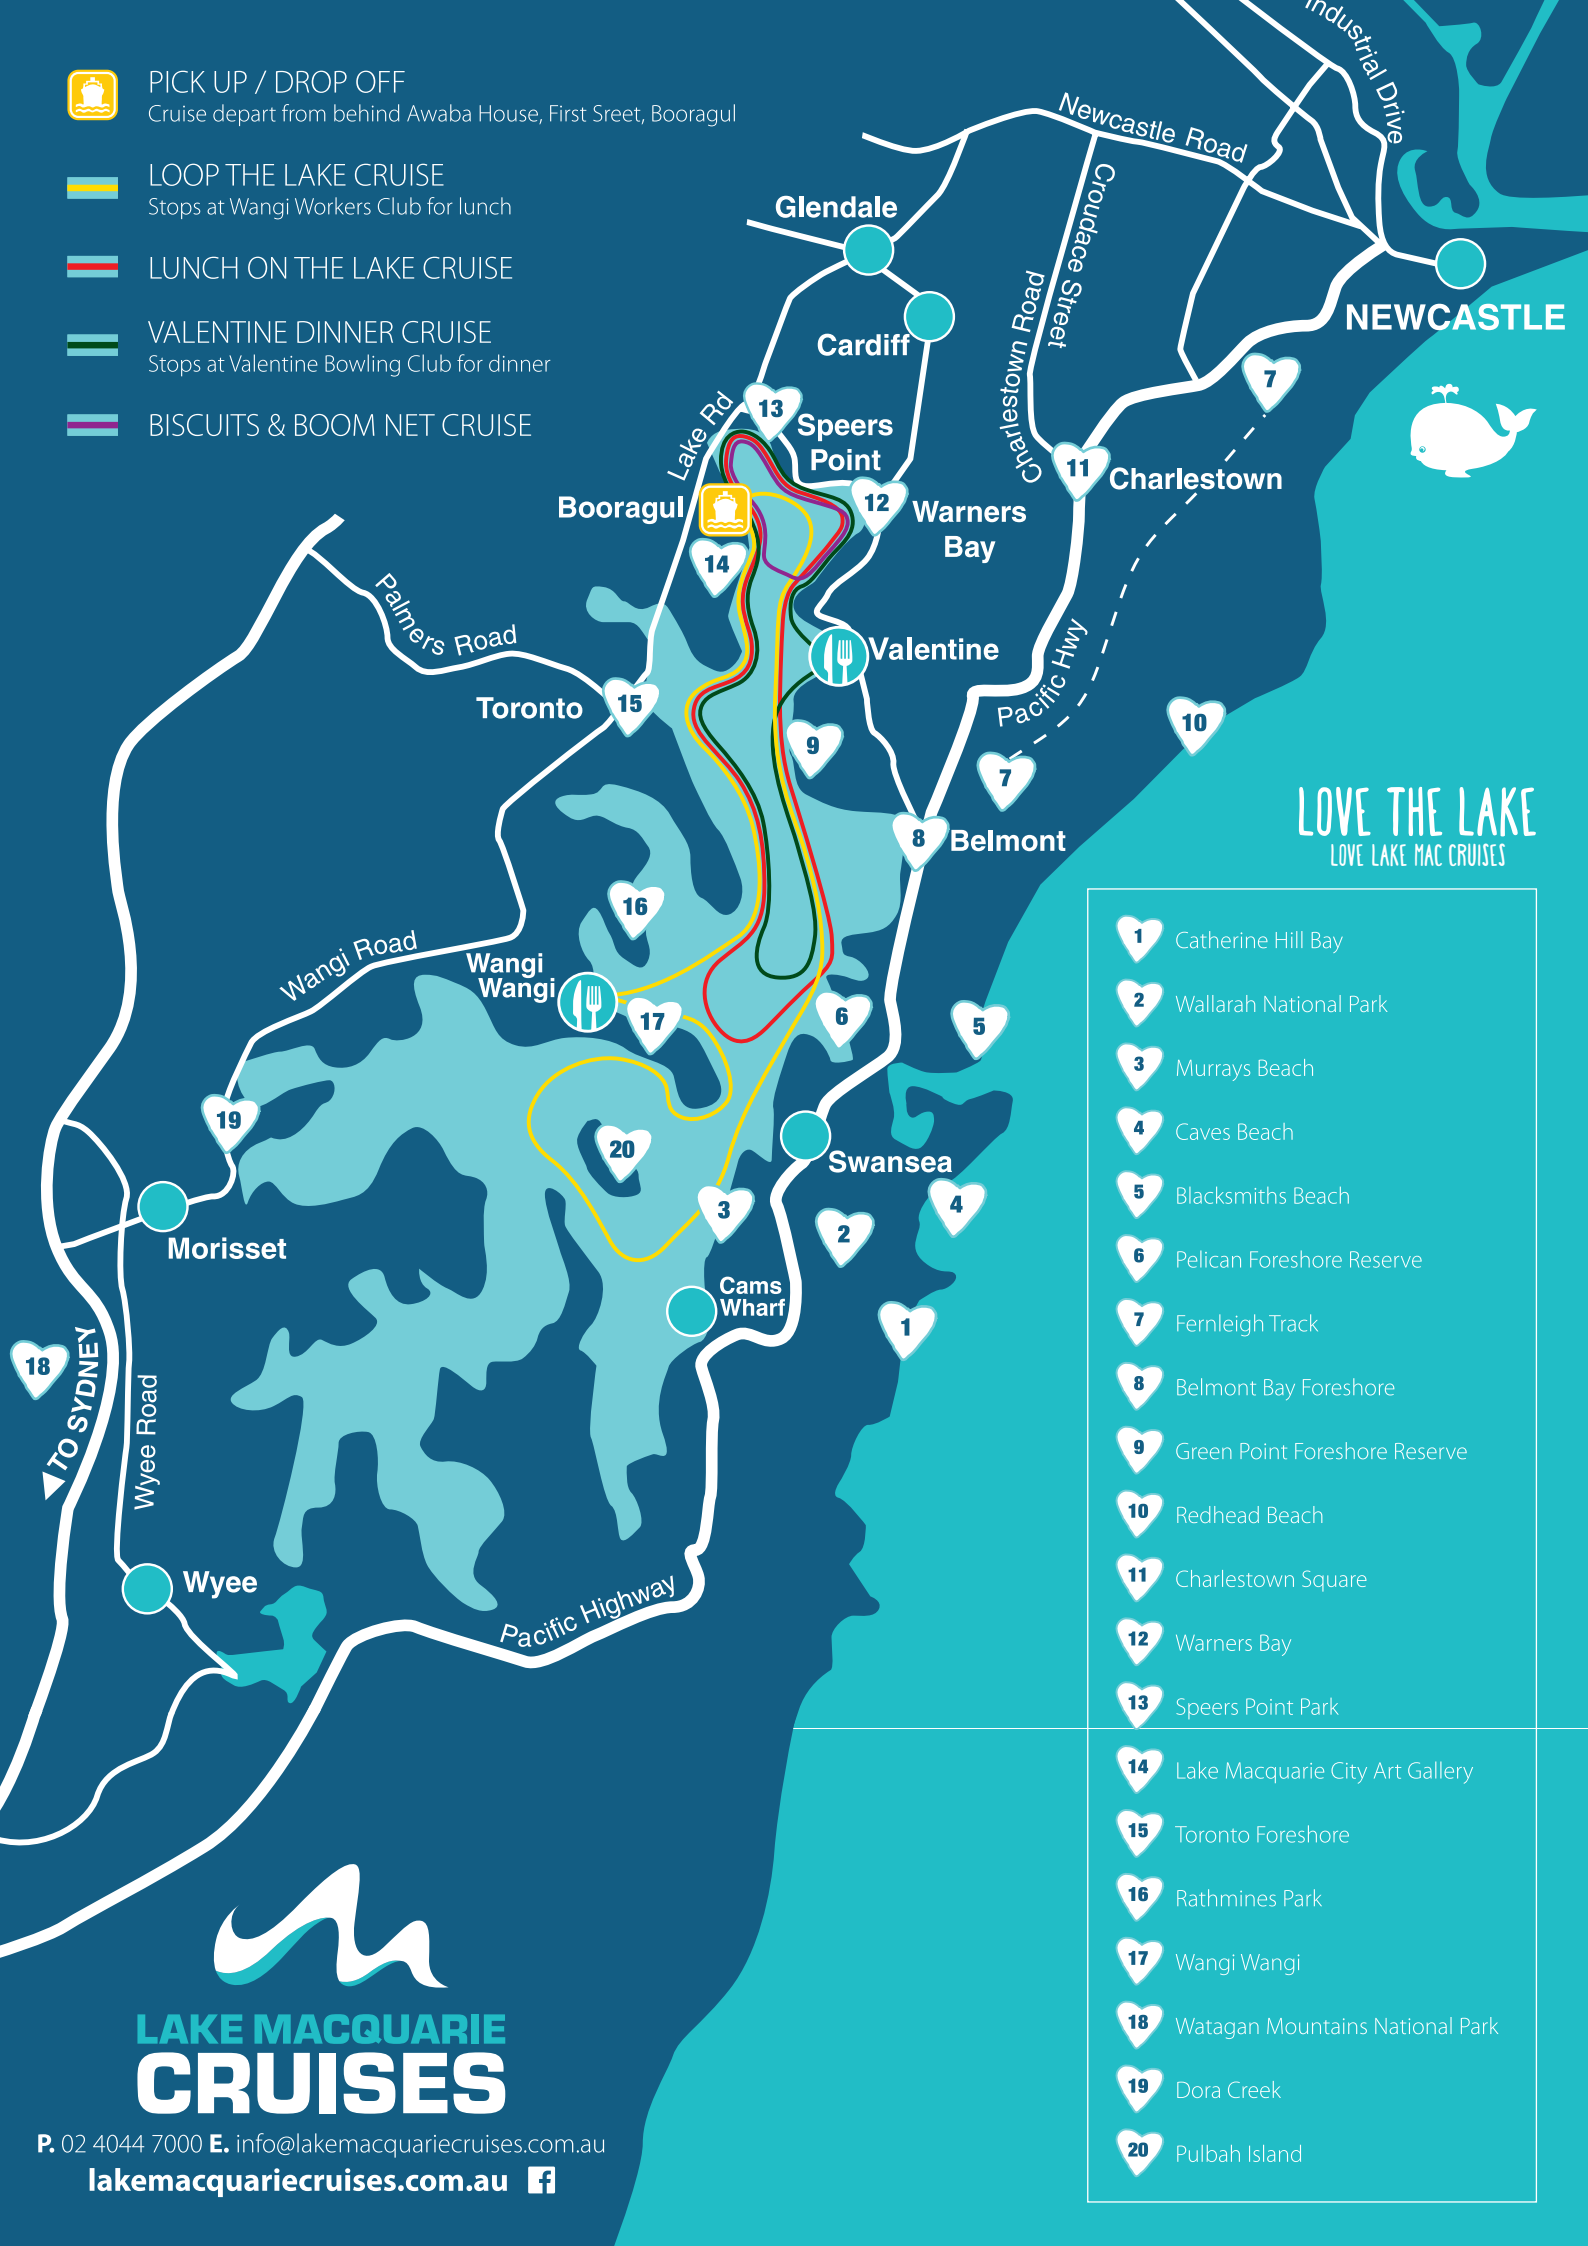 PICK UP / DROP OFF
Cruise depart from behind Awaba House, First Sreet, Booragul
LOOP THE LAKE CRUISE
Stops at Wangi Workers Club for lunch
LUNCH ON THE LAKE CRUISE
VALENTINE DINNER CRUISE
Stops at Valentine Bowling Club for dinner
BISCUITS & BOOM NET CRUISE
Industrial Drive
Newcastle Road
Croudace Street
Charlestown Road
Glendale
Cardiff
NEWCASTLE
7
Lake Rd
13
Speers
Point
11
Charlestown
Booragul
12
Warners
Bay
14
Palmers Road
Valentine
Pacific Hwy
Toronto
15
9
10
7
8
Belmont
LOVE THE LAKE
LOVE LAKE MAC CRUISES
16
Wangi Road
Wangi
Wangi
17
6
5
19
20
Swansea
3
4
2
Morisset
Cams
Wharf
1
18
TO SYDNEY
Wyee Road
Wyee
Pacific Highway
1 Catherine Hill Bay
2 Wallarah National Park
3 Murrays Beach
4 Caves Beach
5 Blacksmiths Beach
6 Pelican Foreshore Reserve
7 Fernleigh Track
8 Belmont Bay Foreshore
9 Green Point Foreshore Reserve
10 Redhead Beach
11 Charlestown Square
12 Warners Bay
13 Speers Point Park
14 Lake Macquarie City Art Gallery
15 Toronto Foreshore
16 Rathmines Park
17 Wangi Wangi
18 Watagan Mountains National Park
19 Dora Creek
20 Pulbah Island
LAKE MACQUARIE
CRUISES
P. 02 4044 7000 E. info@lakemacquariecruises.com.au
lakemacquariecruises.com.au